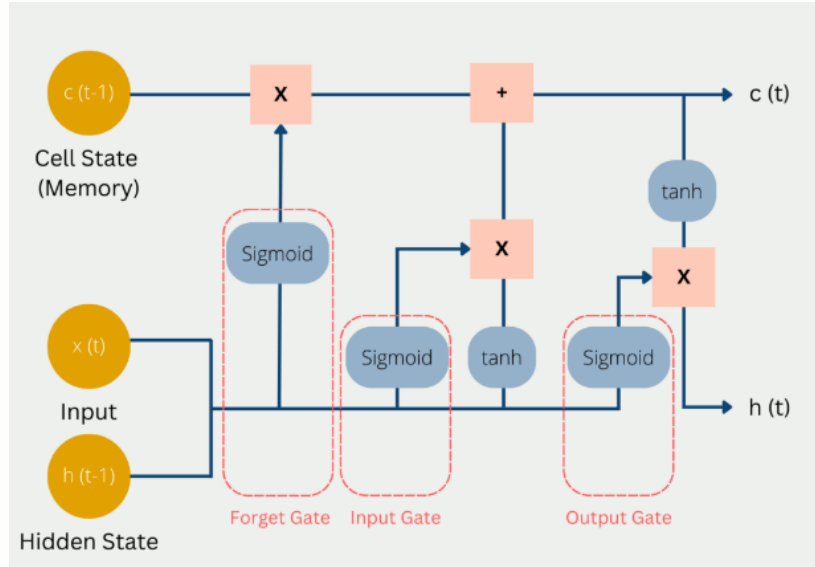 c (t-1)
X
+
c (t)
Cell State
(Memory)
tanh
Sigmoid
X
X
x (t)
Sigmoid
tanh
Sigmoid
Input
h (t)
h (t-1)
Forget Gate
Input Gate
Output Gate
Hidden State